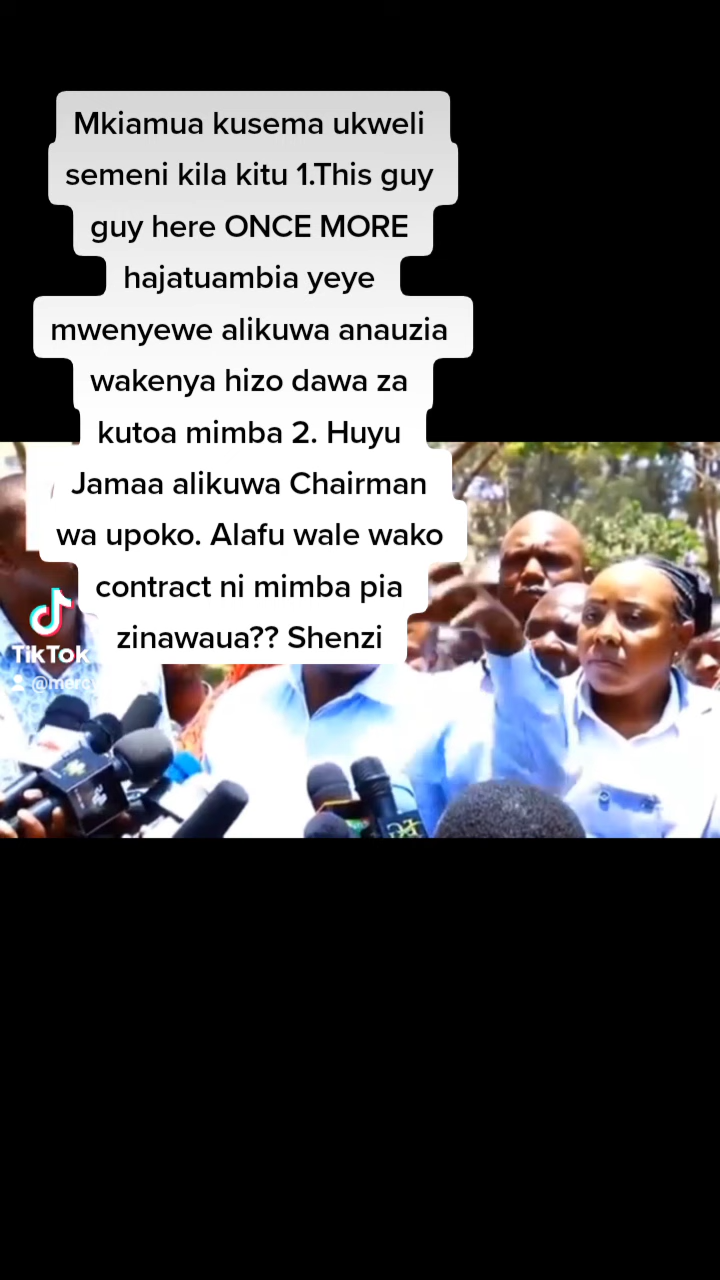 Mkiamua kusema ukweli
semeni kila kitu 1.This guy
guy here ONCE MORE
hajatuambia yeye
mwenyewe alikuwa anauzia
wakenya hizo dawa za
kutoa mimba 2. Huyu
Jamaa alikuwa Chairman
wa upoko. Alafu wale wako
contract ni mimba pia
zinawaua?? Shenzi
TikTok